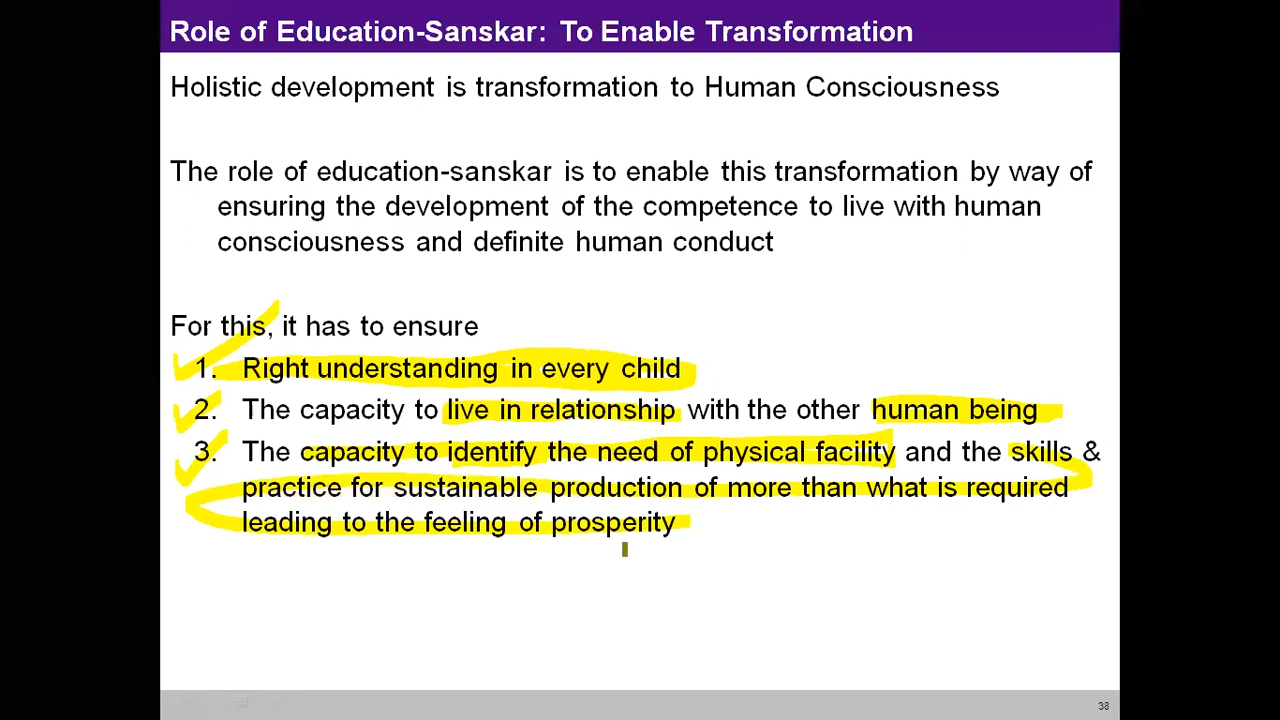 Role of Education-Sanskar: To Enable Transformation
Holistic development is transformation to Human Consciousness
The role of education-sanskar is to enable this transformation by way of
ensuring the development of the competence to live with human
consciousness and definite human conduct
For this, it has to ensure
1. Right understanding in every child
2. The capacity to live in relationship with the other human being
3. The capacity to identify the need of physical facility and the skills &
practice for sustainable production of more than what is required
leading to the feeling of prosperity
38